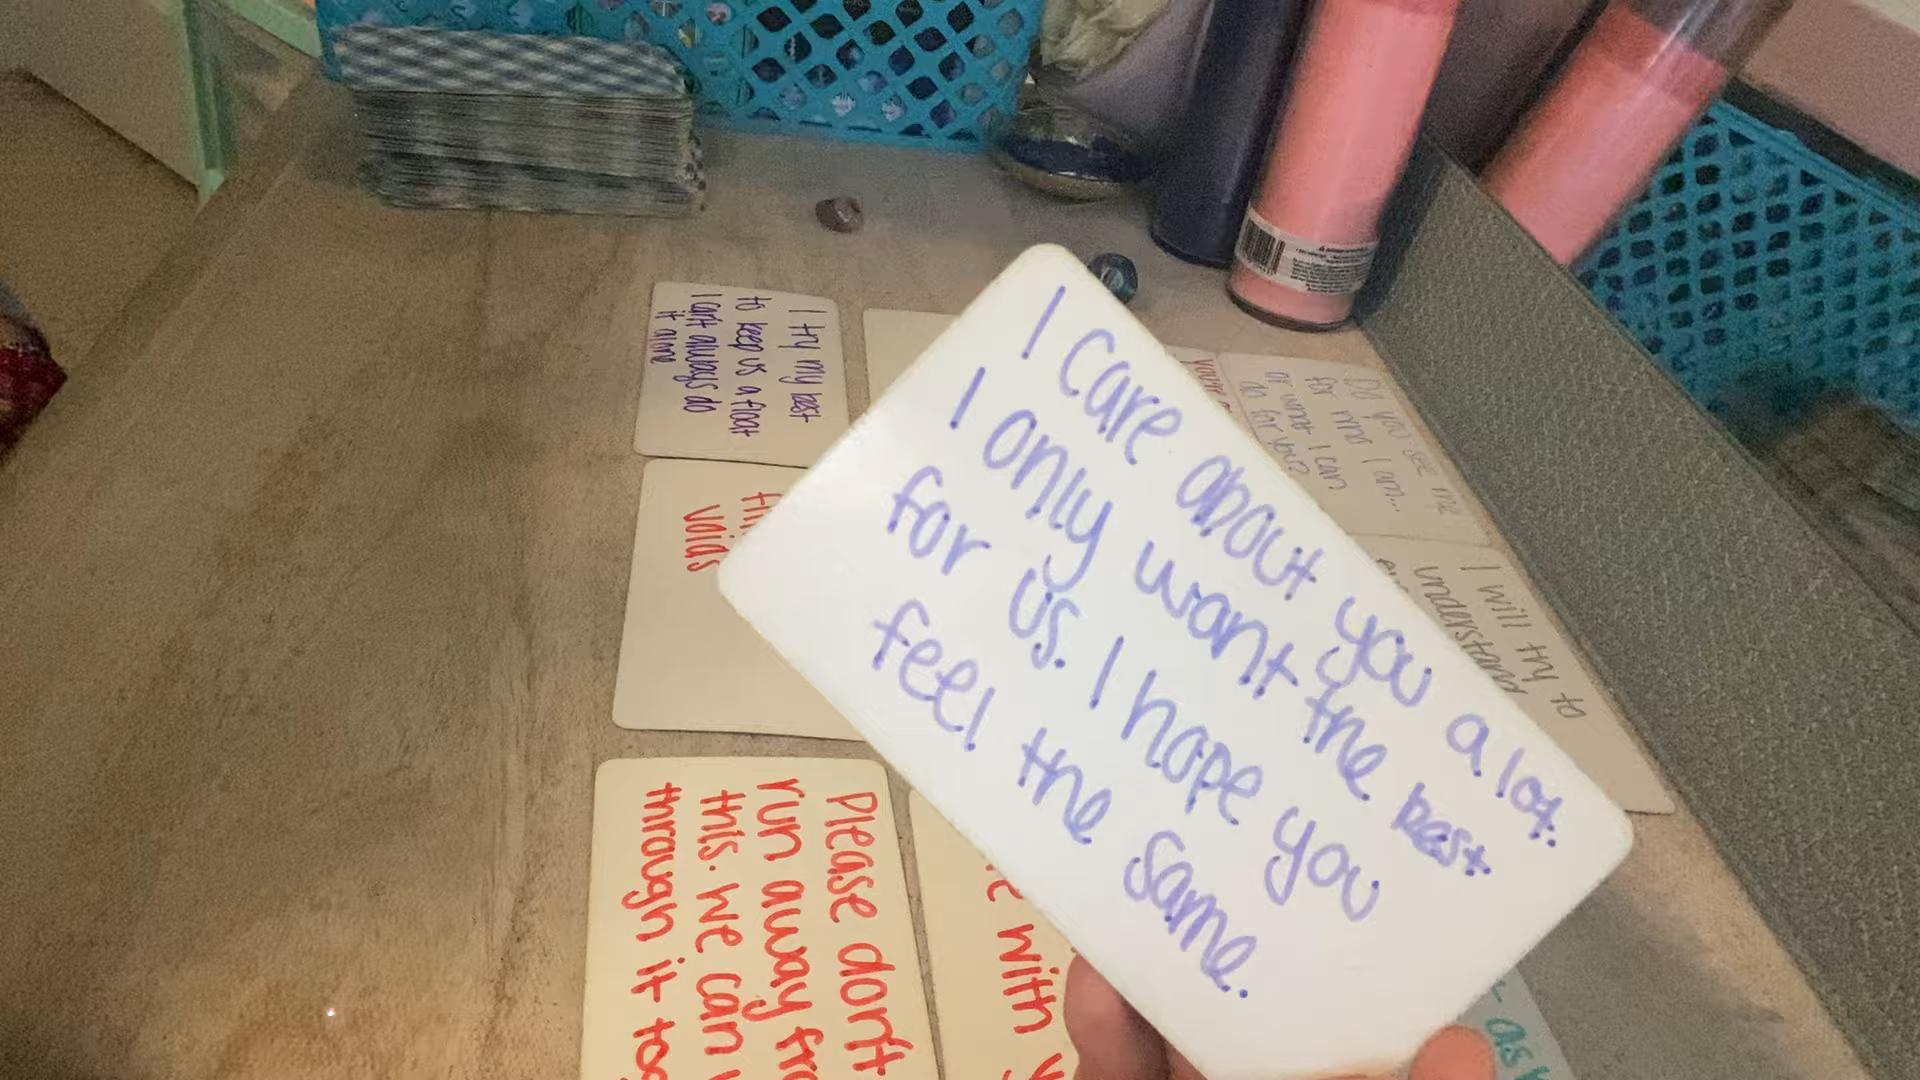 I care about you a lot.
I only want the best
for us. I hope you
feel the same.
I try my best
to keep us a float
I can't always do
it alone
Do you see me
for who I am...
or what I can
do for you?
void
I will try to
understand
Please don't
run away
this. We can
through it
with